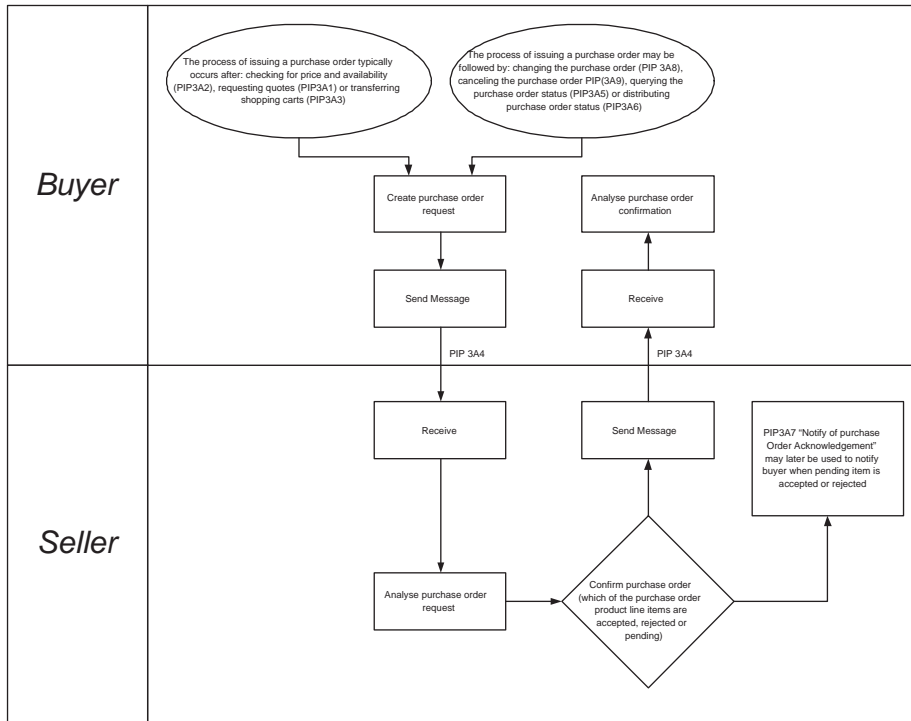 Buyer
The process of issuing a purchase order typically
occurs after: checking for price and availability
(PIP3A2), requesting quotes (PIP3A1) or transferring
shopping carts (PIP3A3)
The process of issuing a purchase order may be
followed by: changing the purchase order (PIP 3A8),
canceling the purchase order PIP(3A9), querying the
purchase order status (PIP3A5) or distributing
purchase order status (PIP3A6)
Create purchase order
request
Analyse purchase order
confirmation
Send Message
Receive
PIP 3A4
PIP 3A4
Seller
Receive
Send Message
PIP3A7 “Notify of purchase
Order Acknowledgement”
may later be used to notify
buyer when pending item is
accepted or rejected
Analyse purchase order
request
Confirm purchase order
(which of the purchase order
product line items are
accepted, rejected or
pending)